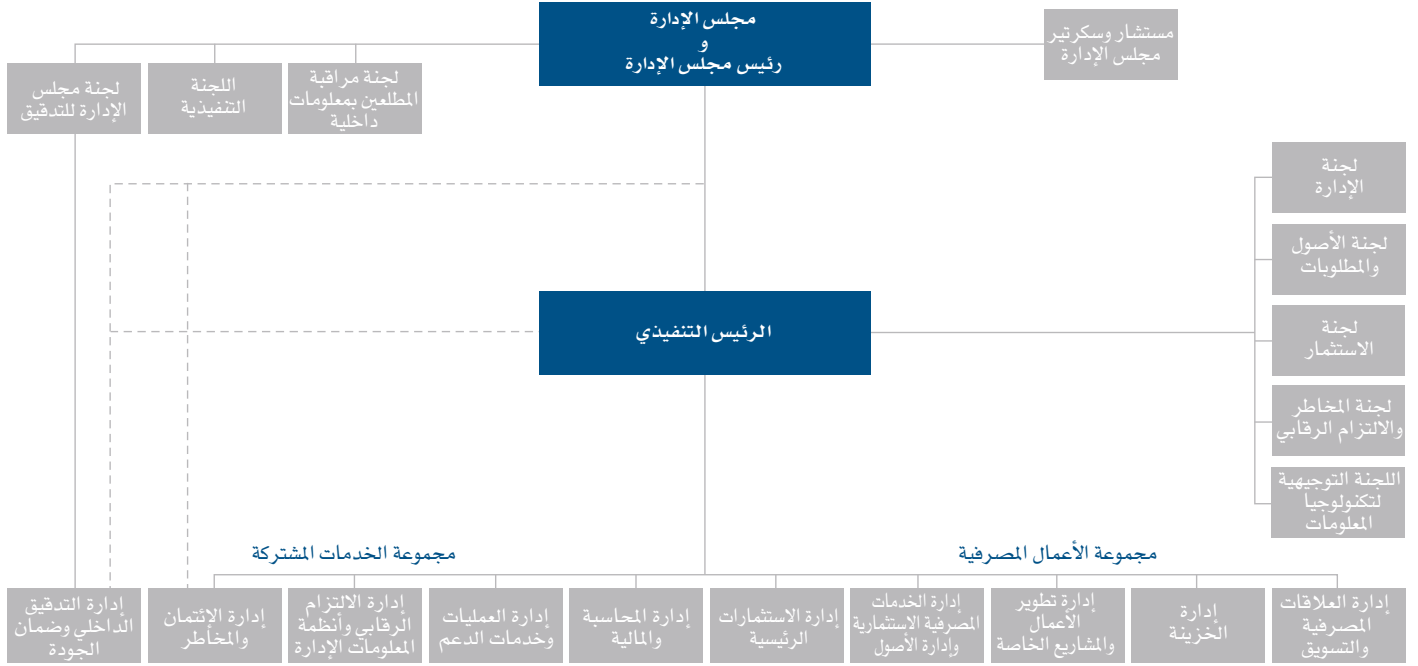 مجلس الإدارة
و
رئيس مجلس الإدارة
مستشار وسكرتير
مجلس الإدارة
لجنة مراقبة
المطلعين بمعلومات
داخلية
اللجنة
التنفيذية
لجنة مجلس
الإدارة للتدقيق
لجنة
الإدارة
لجنة الأصول
والمطلوبات
لجنة
الاستثمار
لجنة المخاطر
والالتزام الرقابي
اللجنة التوجيهية
لتكنولوجيا
المعلومات
الرئيس التنفيذي
مجموعة الأعمال المصرفية
مجموعة الخدمات المشتركة
إدارة العلاقات
المصرفية
والتسويق
إدارة
الخزينة
إدارة تطوير
الأعمال
والمشاريع الخاصة
إدارة الخدمات
المصرفية الاستثمارية
وإدارة الأصول
إدارة الاستثمارات
الرئيسية
إدارة المحاسبة
والمالية
إدارة العمليات
وخدمات الدعم
إدارة الالتزام
الرقابي وأنظمة
المعلومات الإدارة
إدارة الإئتمان
والمخاطر
إدارة التدقيق
الداخلي وضمان
الجودة